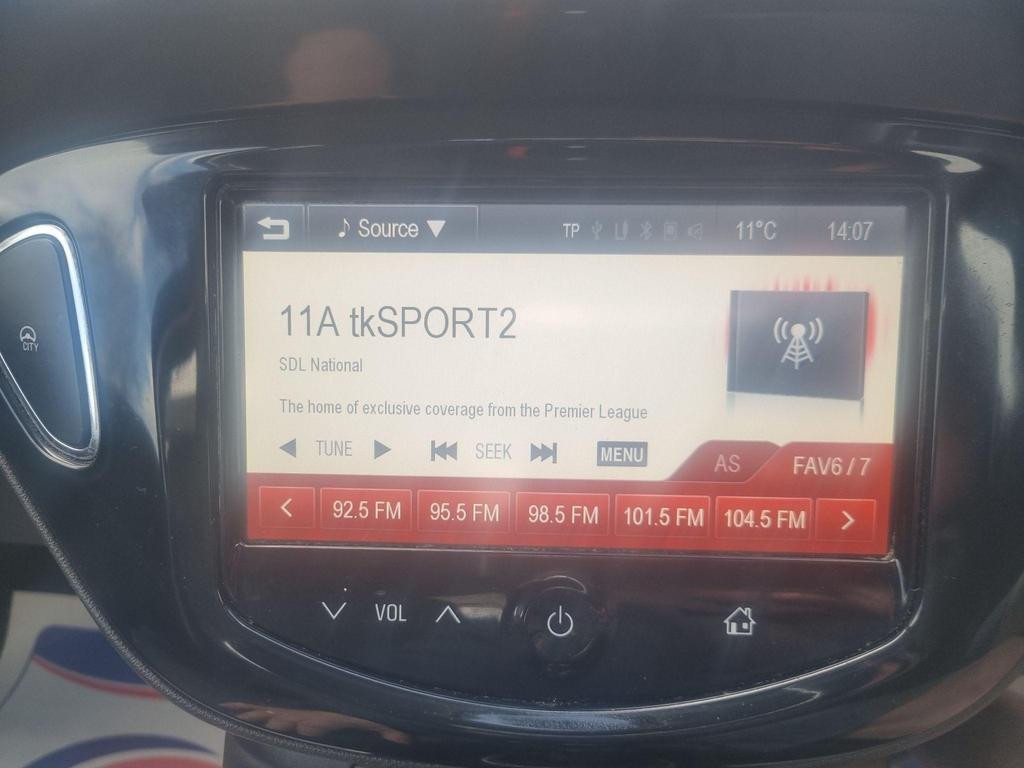 ♪ Source ▼ TP 11°C 14:07
11A tkSPORT2
SDL National
The home of exclusive coverage from the Premier League
◀ TUNE ▶ ⏮ SEEK ⏭ MENU AS FAV6 / 7
< 92.5 FM 95.5 FM 98.5 FM 101.5 FM 104.5 FM >
CITY
VOL